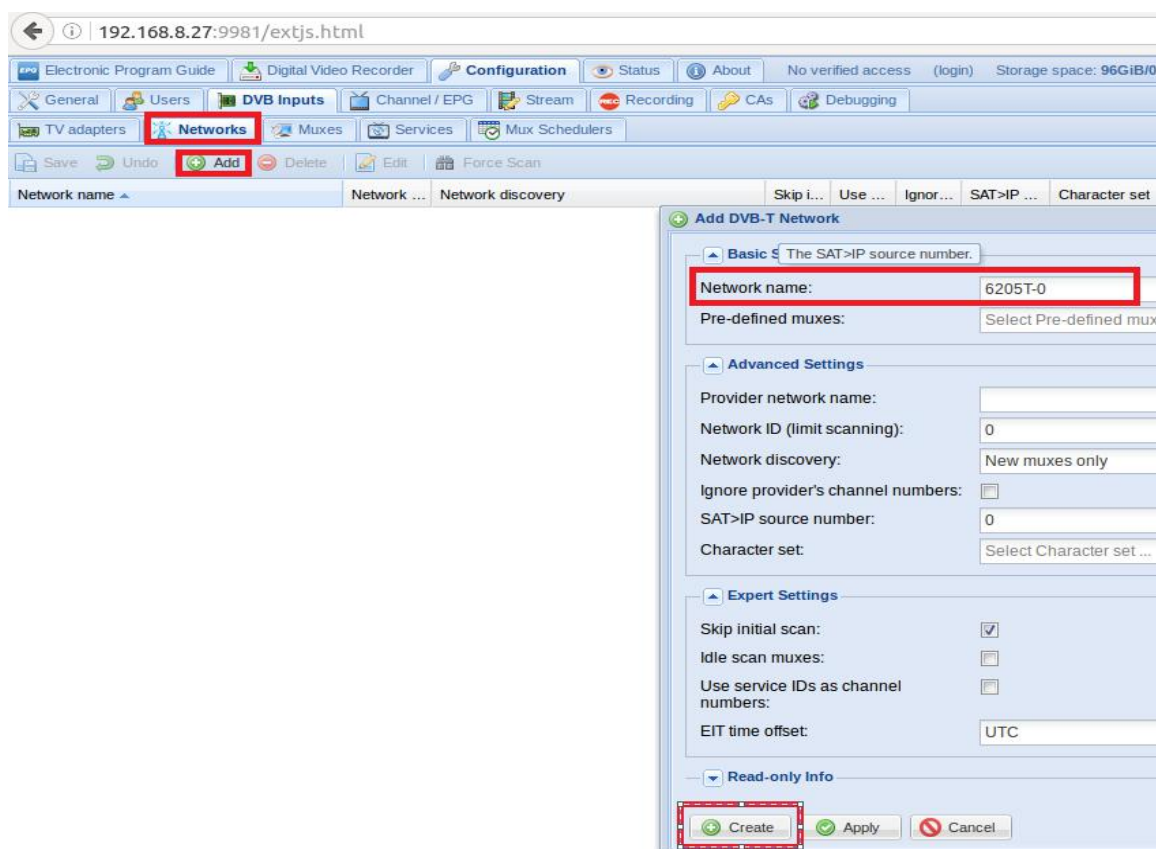 192.168.8.27:9981/extjs.html
EPG Electronic Program Guide Digital Video Recorder Configuration Status About No verified access (login) Storage space: 96GiB/0
General Users DVB Inputs Channel / EPG Stream Recording CAs Debugging
TV adapters Networks Muxes Services Mux Schedulers
Save Undo Add Delete Edit Force Scan
Network name Network ... Network discovery Skip i... Use ... Ignor... SAT>IP ... Character set
Add DVB-T Network
Basic S The SAT>IP source number.
Network name: 6205T-0
Pre-defined muxes: Select Pre-defined mux
Advanced Settings
Provider network name:
Network ID (limit scanning): 0
Network discovery: New muxes only
Ignore provider's channel numbers:
SAT>IP source number: 0
Character set: Select Character set ...
Expert Settings
Skip initial scan:
Idle scan muxes:
Use service IDs as channel
numbers:
EIT time offset: UTC
Read-only Info
Create Apply Cancel